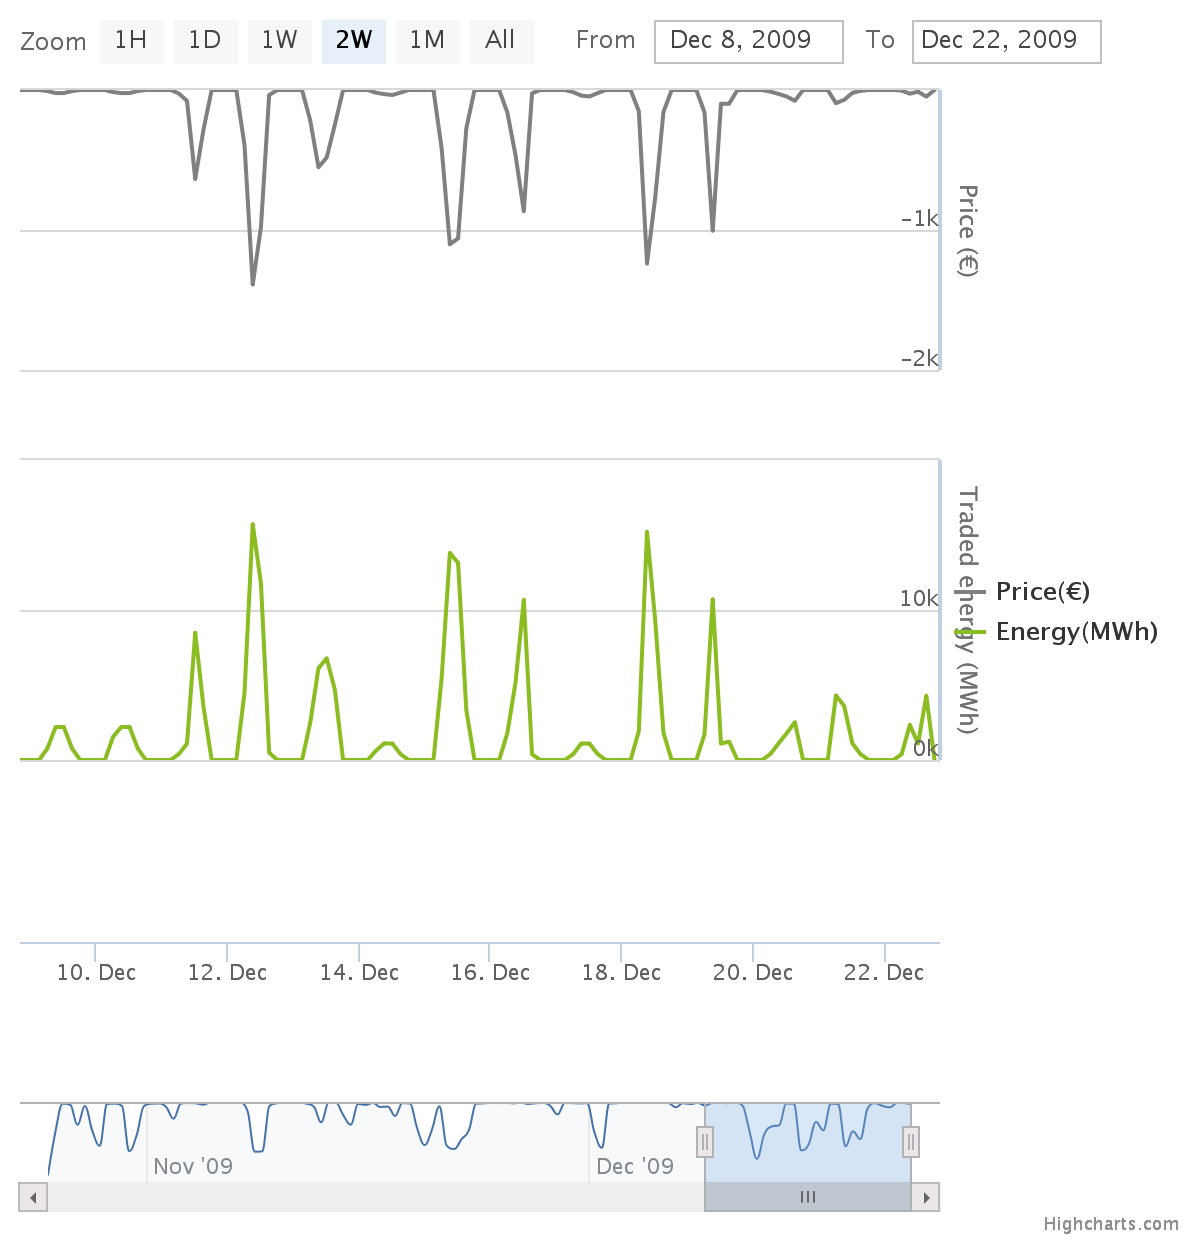 Zoom 1H 1D 1W 2W 1M All From Dec 8, 2009 To Dec 22, 2009
Price (€)
−1k
−2k
Traded energy (MWh)
10k
0k
Price(€)
Energy(MWh)
10. Dec 12. Dec 14. Dec 16. Dec 18. Dec 20. Dec 22. Dec
Nov '09 Dec '09
Highcharts.com